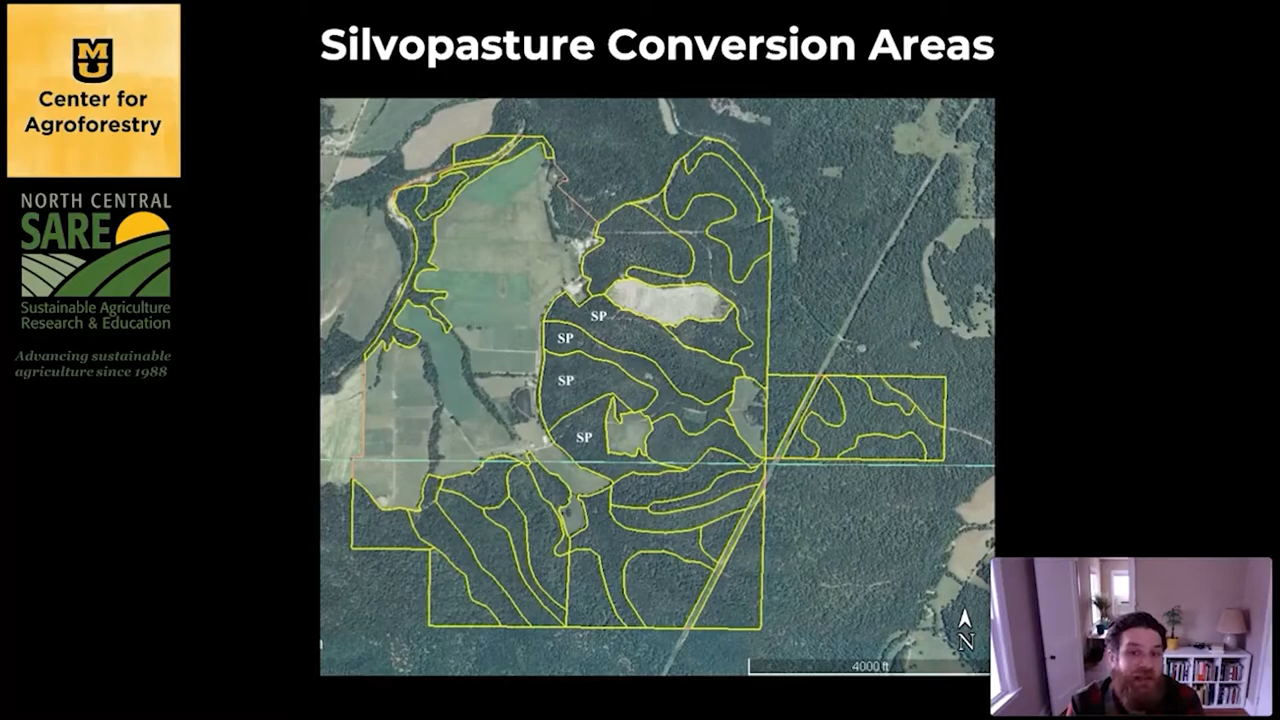 Silvopasture Conversion Areas
MU
Center for
Agroforestry
NORTH CENTRAL
SARE
Sustainable Agriculture
Research & Education
Advancing sustainable
agriculture since 1988
SP
SP
SP
SP
N
4000 ft